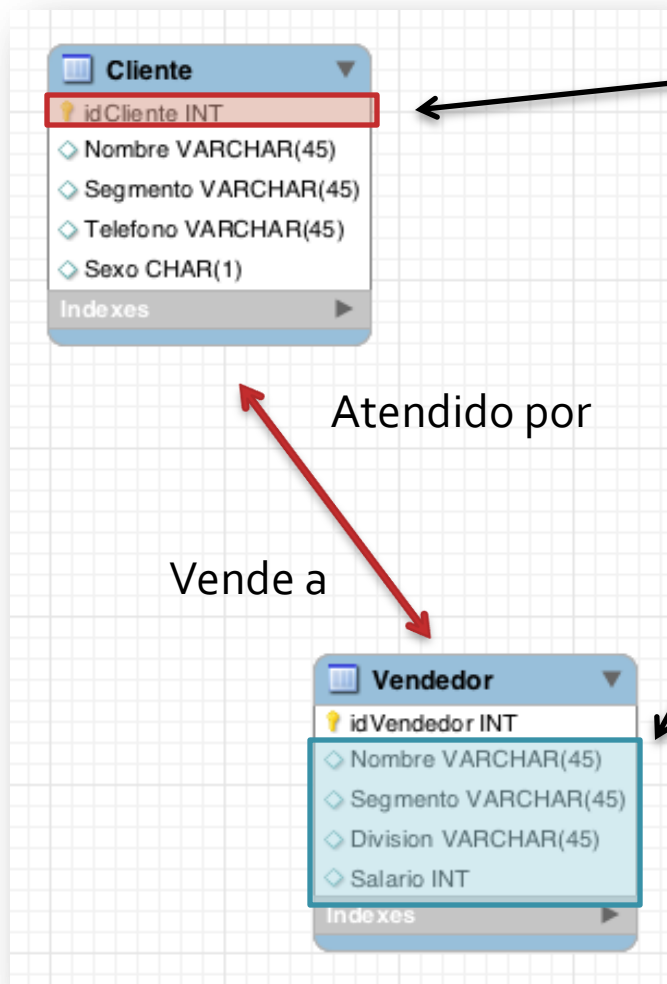 Cliente
idCliente INT
Nombre VARCHAR(45)
Segmento VARCHAR(45)
Telefono VARCHAR(45)
Sexo CHAR(1)
Indexes
Atendido por
Vende a
Vendedor
idVendedor INT
Nombre VARCHAR(45)
Segmento VARCHAR(45)
Division VARCHAR(45)
Salario INT
Indexes